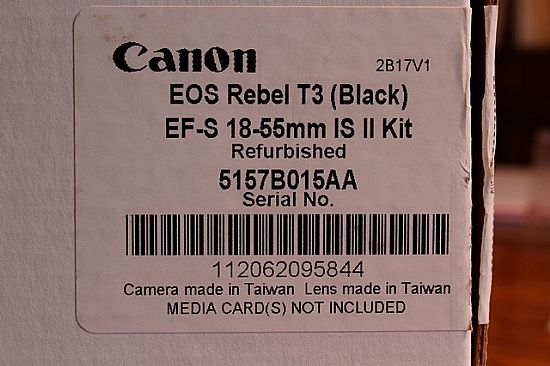 Canon 2B17V1
EOS Rebel T3 (Black)
EF-S 18-55mm IS II Kit
Refurbished
5157B015AA
Serial No.
112062095844
Camera made in Taiwan Lens made in Taiwan
MEDIA CARD(S) NOT INCLUDED